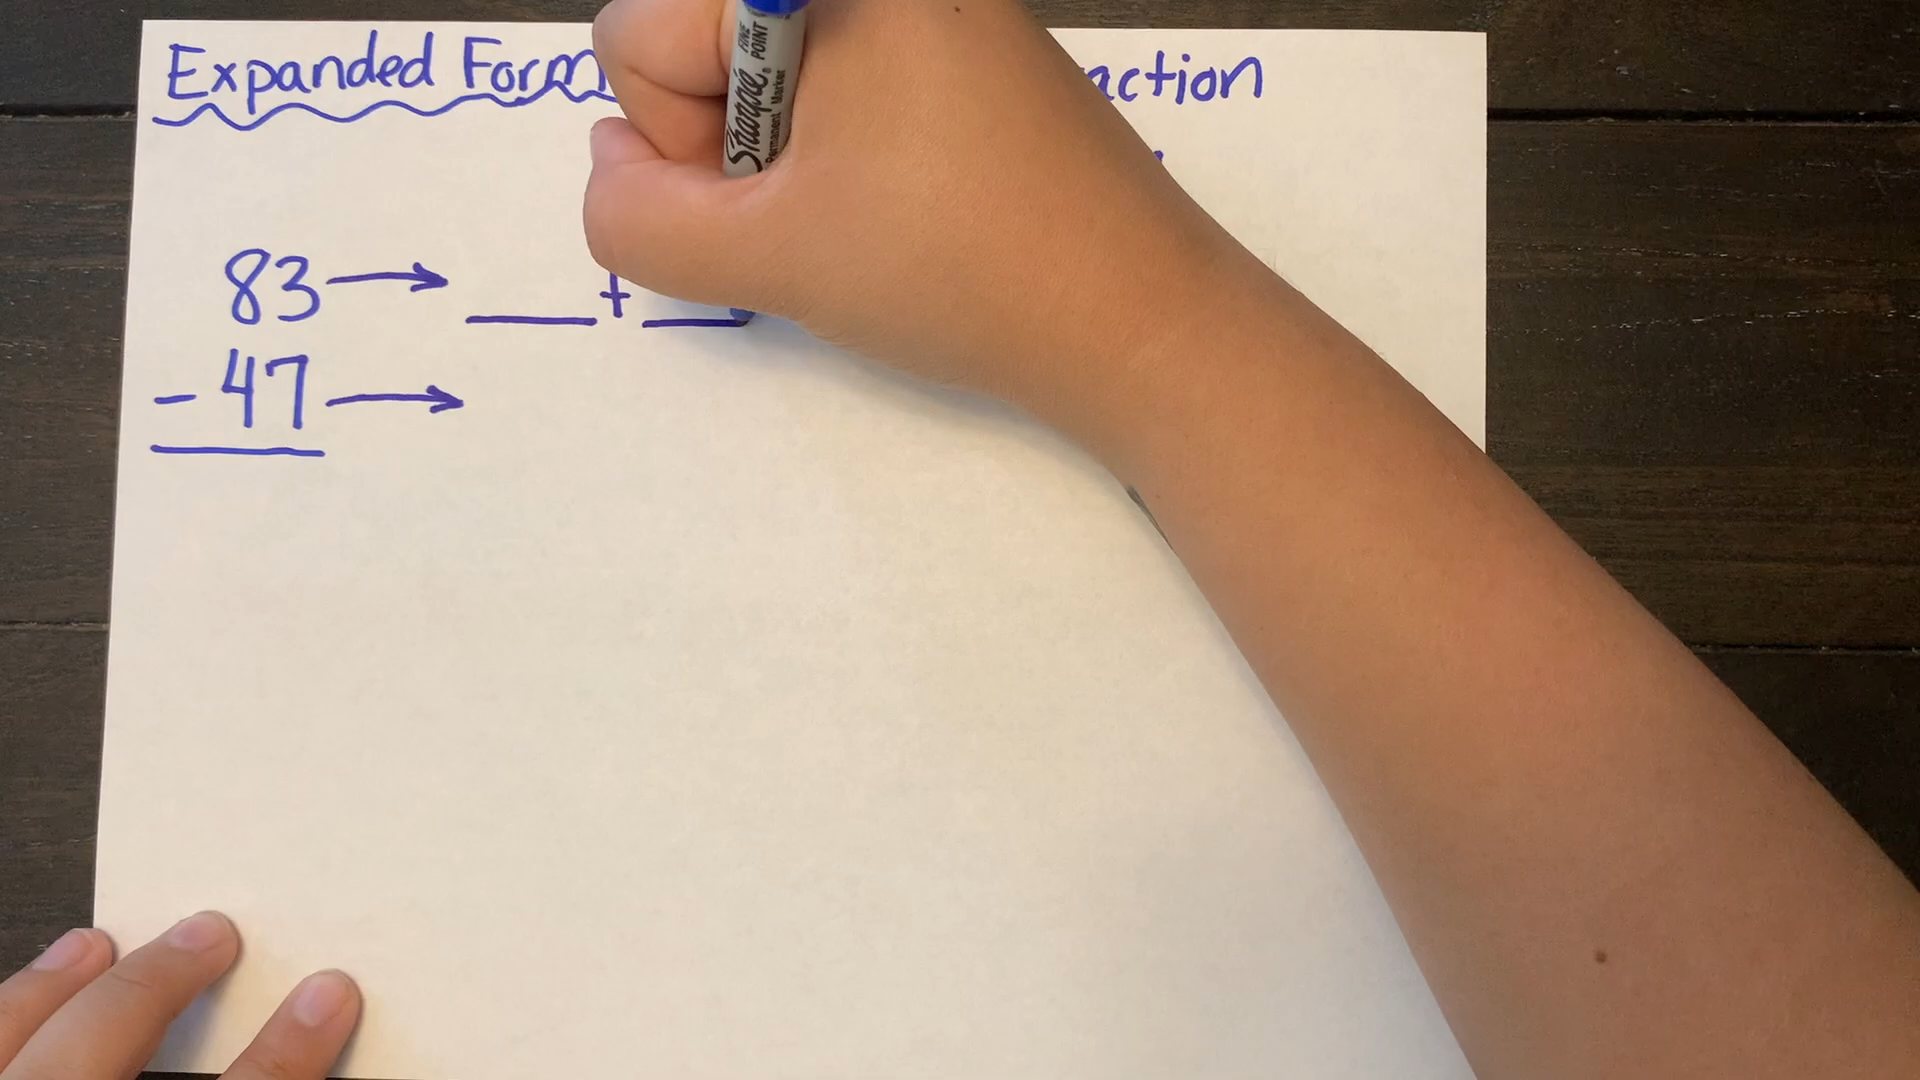 Expanded Form action
83 → ___ + ___
- 47 →
Sharpie® FINE POINT
Permanent Marker